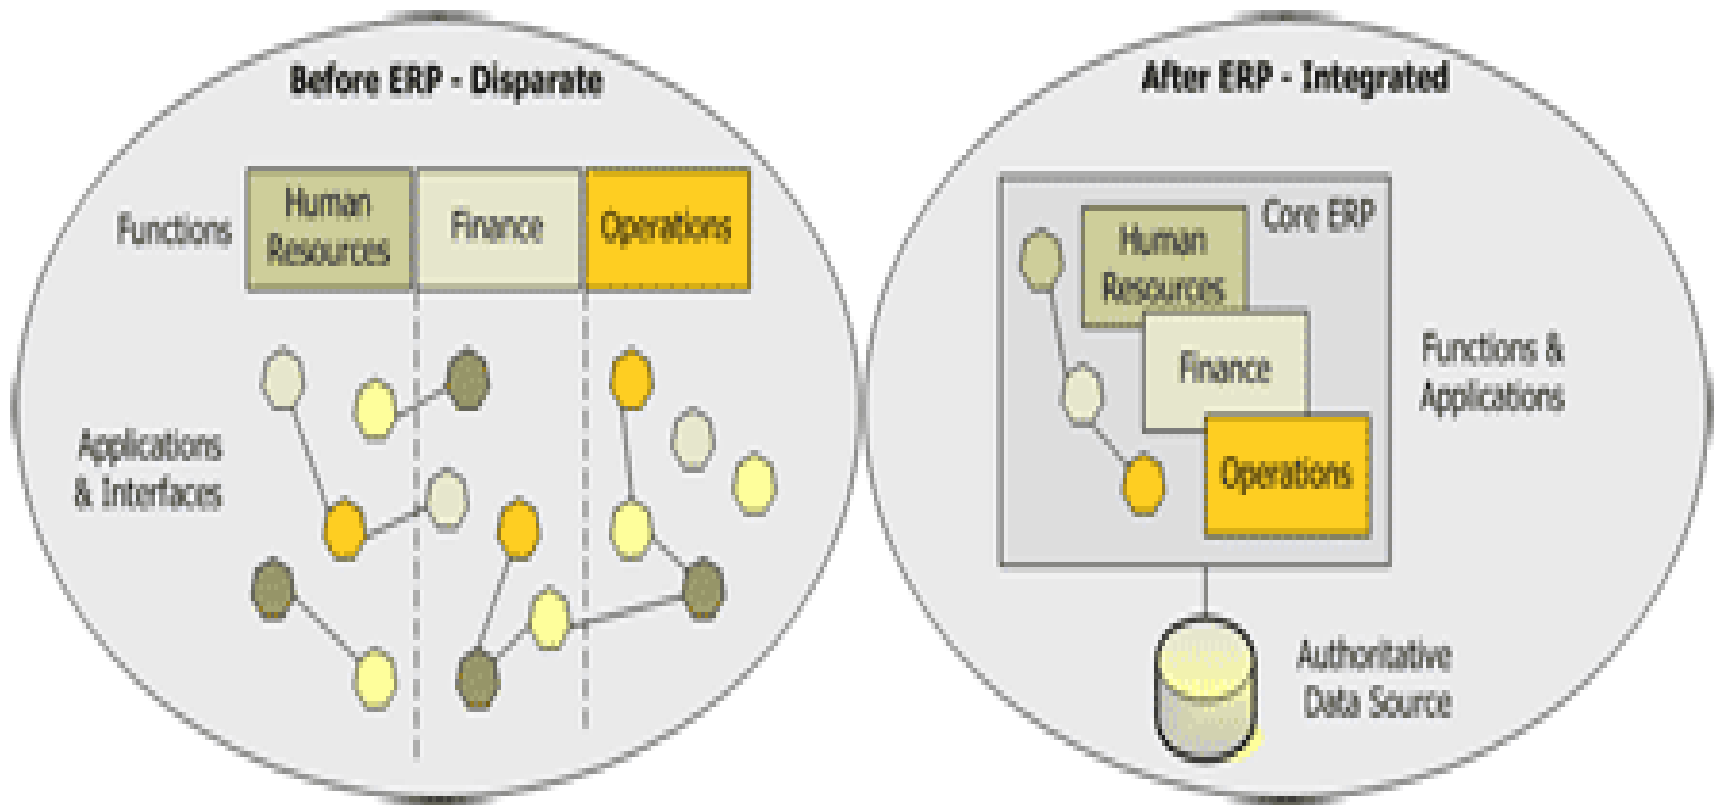 Before ERP - Disparate
Functions
Human
Resources
Finance
Operations
Applications
& Interfaces
After ERP - Integrated
Core ERP
Human
Resources
Finance
Operations
Functions &
Applications
Authoritative
Data Source